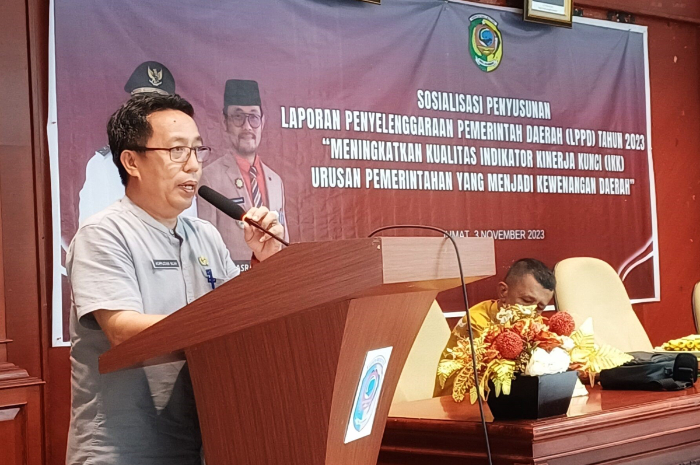 SOSIALISASI PENYUSUNAN
LAPORAN PENYELENGGARAAN PEMERINTAH DAERAH (LPPD) TAHUN 2023
"MENINGKATKAN KUALITAS INDIKATOR KINERJA KUNCI (IKK)
URUSAN PEMERINTAHAN YANG MENJADI KEWENANGAN DAERAH"
3 NOVEMBER 2023